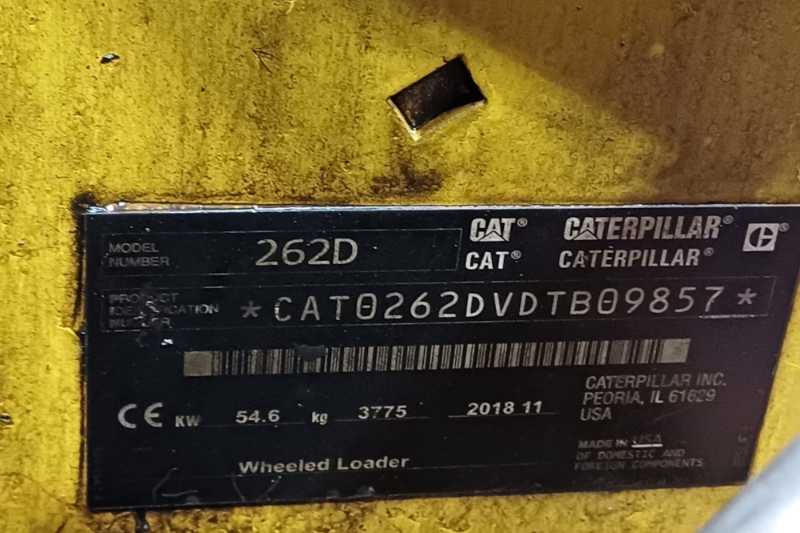 MODEL NUMBER 262D
CAT® CATERPILLAR®
CAT® CATERPILLAR®
PRODUCT IDENTIFICATION NUMBER *CAT0262DVDTB09857*
CE KW 54.6 kg 3775 2018 11
CATERPILLAR INC.
PEORIA, IL 61629
USA
Wheeled Loader
MADE IN USA
OF DOMESTIC AND
FOREIGN COMPONENTS